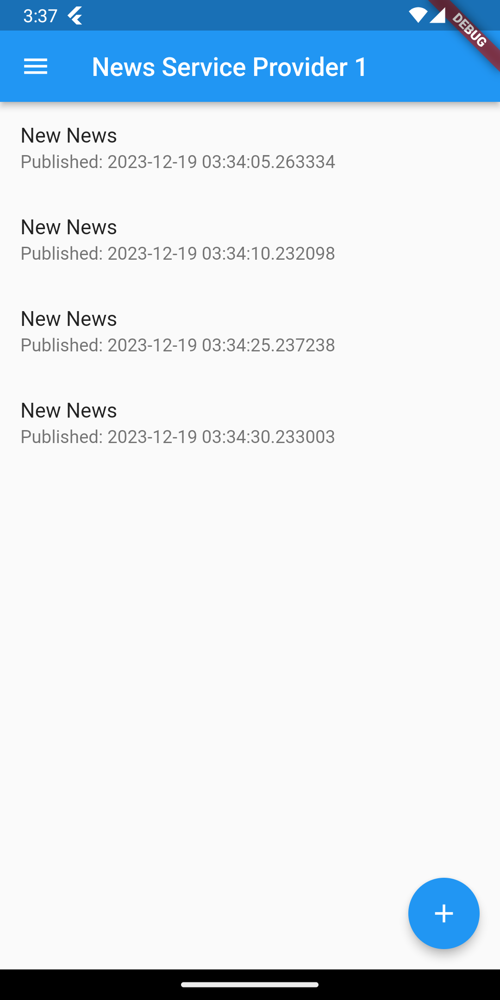 3:37
DEBUG
News Service Provider 1
New News
Published: 2023-12-19 03:34:05.263334
New News
Published: 2023-12-19 03:34:10.232098
New News
Published: 2023-12-19 03:34:25.237238
New News
Published: 2023-12-19 03:34:30.233003